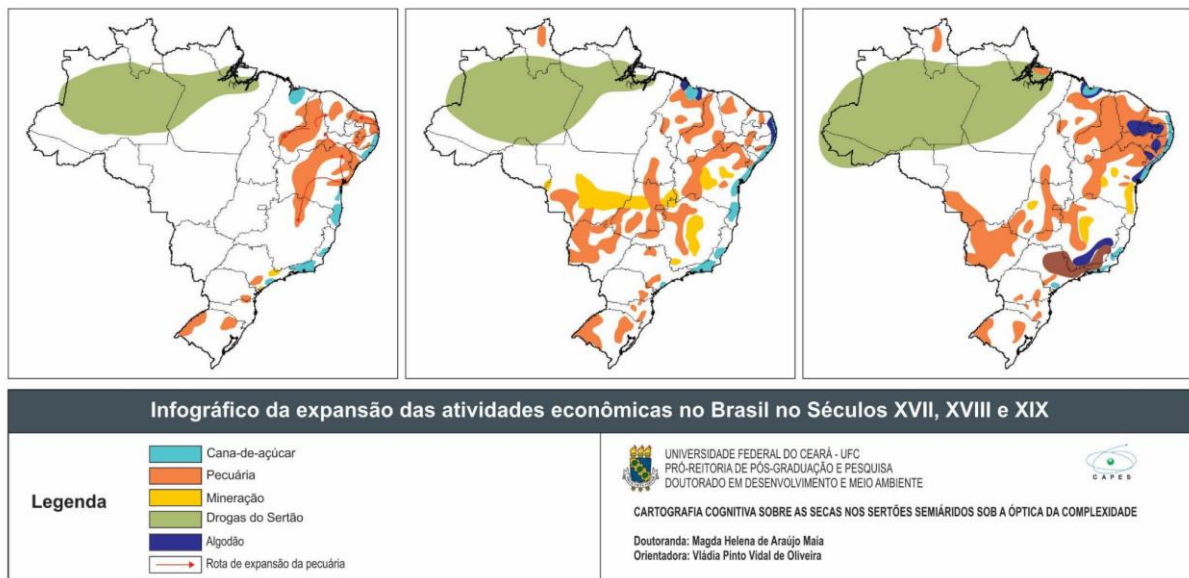 Infográfico da expansão das atividades econômicas no Brasil no Séculos XVII, XVIII e XIX
Legenda
Cana-de-açúcar
Pecuária
Mineração
Drogas do Sertão
Algodão
Rota de expansão da pecuária
UNIVERSIDADE FEDERAL DO CEARÁ - UFC
PRÓ-REITORIA DE PÓS-GRADUAÇÃO E PESQUISA
DOUTORADO EM DESENVOLVIMENTO E MEIO AMBIENTE
CAPES
CARTOGRAFIA COGNITIVA SOBRE AS SECAS NOS SERTÕES SEMIÁRIDOS SOB A ÓPTICA DA COMPLEXIDADE
Doutoranda: Magda Helena de Araújo Maia
Orientadora: Vládia Pinto Vidal de Oliveira